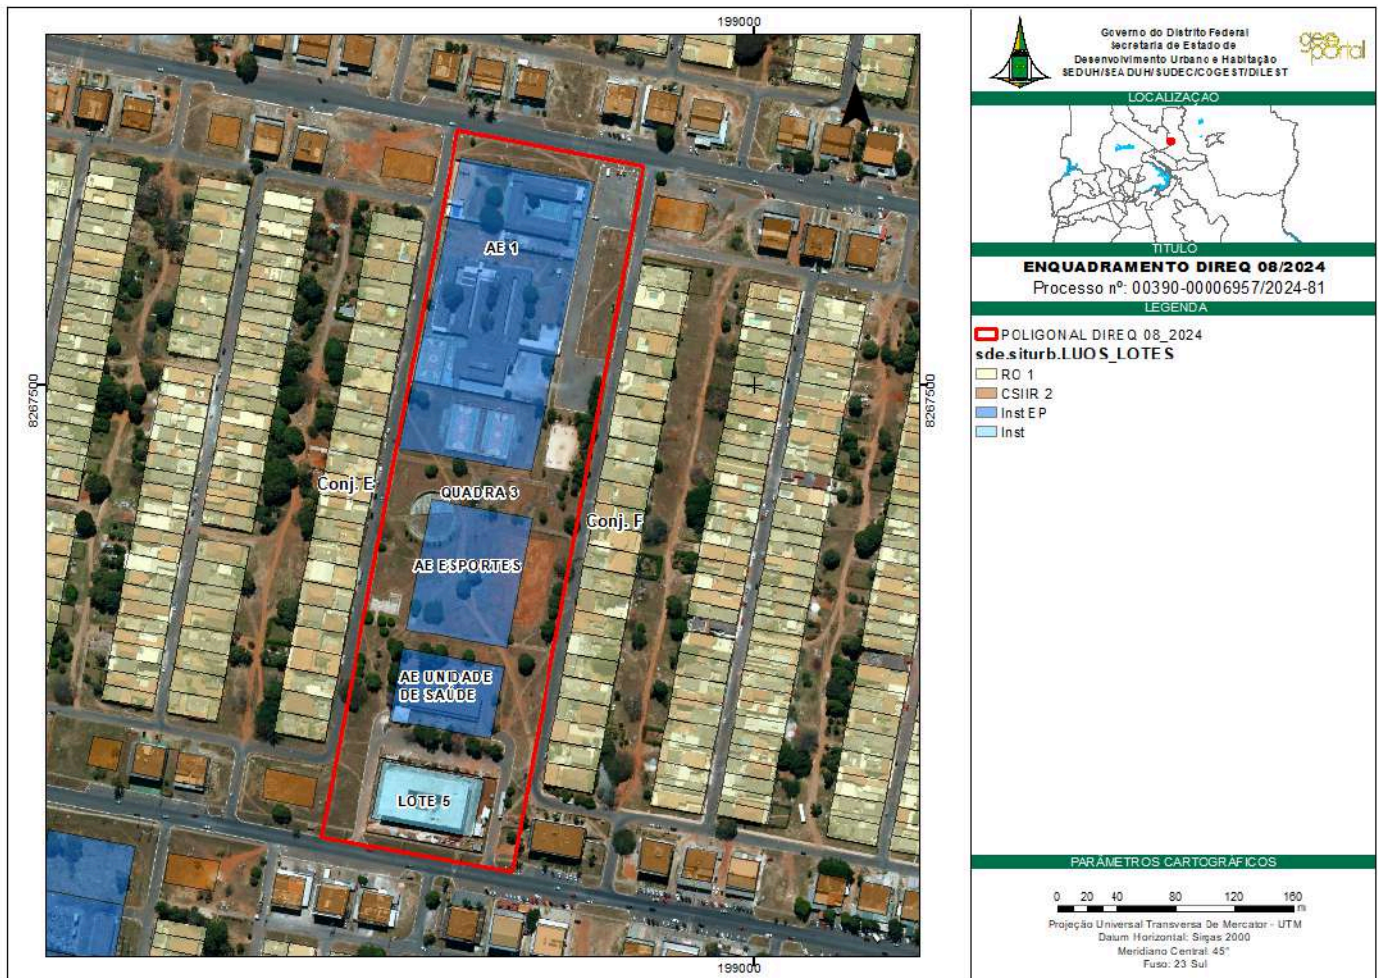 199000
8267500
8267500
199000
AE 1
Conj. E
QUADRA 3
Conj. F
AE ESPORTES
AE UNIDADE
DE SAÚDE
LOTE 5
Governo do Distrito Federal
Secretaria de Estado de
Desenvolvimento Urbano e Habitação
SEDUH/SEADUH/SUDEC/COGEST/DILEST
geo
portal
LOCALIZAÇÃO
TITULO
ENQUADRAMENTO DIREQ 08/2024
Processo nº: 00390-00006957/2024-81
LEGENDA
POLIGONAL DIREQ 08_2024
sde.siturb.LUOS_LOTES
RO 1
CSIIR 2
Inst EP
Inst
PARÂMETROS CARTOGRÁFICOS
0 20 40 80 120 160
m
Projeção Universal Transversa De Mercator - UTM
Datum Horizontal: Sirgas 2000
Meridiano Central: 45°
Fuso: 23 Sul